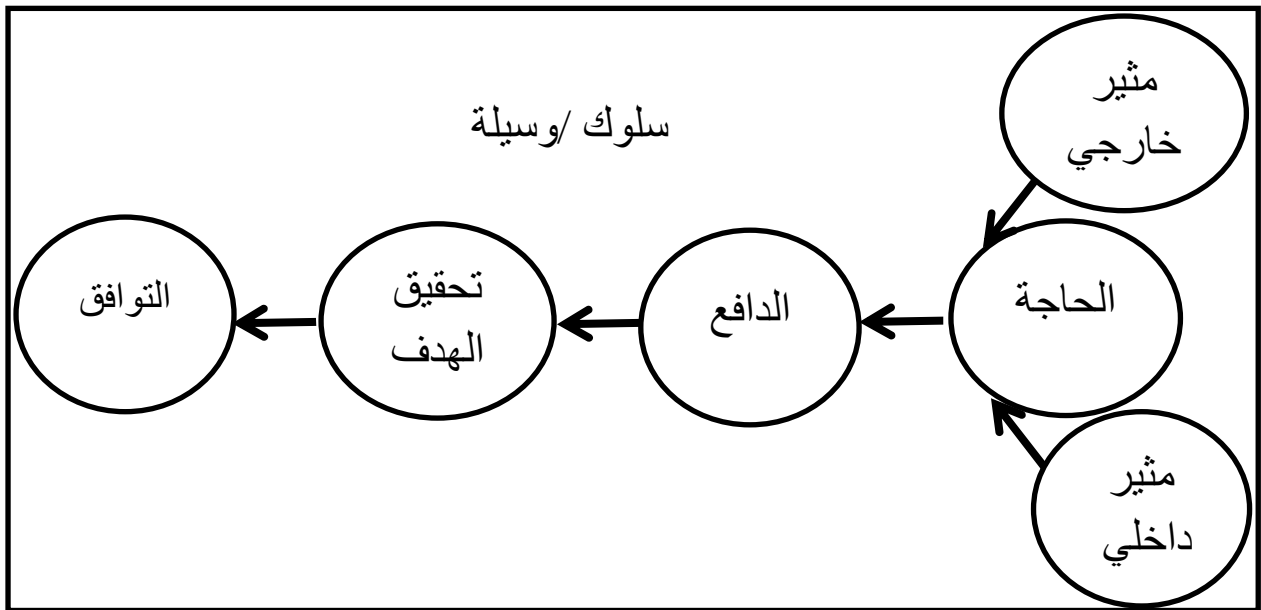 مثير
خارجي
سلوك /وسيلة
الحاجة
الدافع
تحقيق
الهدف
التوافق
مثير
داخلي